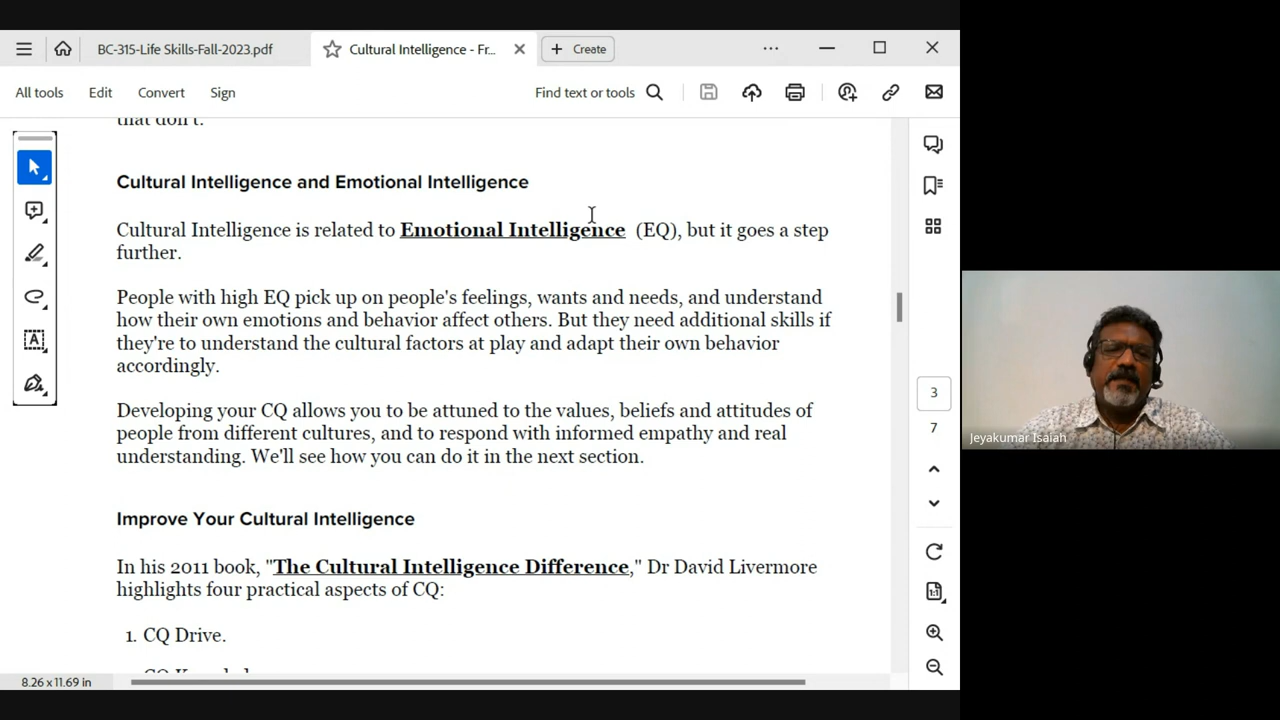 BC-315-Life Skills-Fall-2023.pdf
Cultural Intelligence - Fr...
Create
All tools
Edit
Convert
Sign
Find text or tools
that don't.
Cultural Intelligence and Emotional Intelligence
Cultural Intelligence is related to Emotional Intelligence (EQ), but it goes a step
further.
People with high EQ pick up on people's feelings, wants and needs, and understand
how their own emotions and behavior affect others. But they need additional skills if
they're to understand the cultural factors at play and adapt their own behavior
accordingly.
Developing your CQ allows you to be attuned to the values, beliefs and attitudes of
people from different cultures, and to respond with informed empathy and real
understanding. We'll see how you can do it in the next section.
Improve Your Cultural Intelligence
In his 2011 book, "The Cultural Intelligence Difference," Dr David Livermore
highlights four practical aspects of CQ:
1. CQ Drive.
3
7
8.26 x 11.69 in
Jeyakumar Isaiah